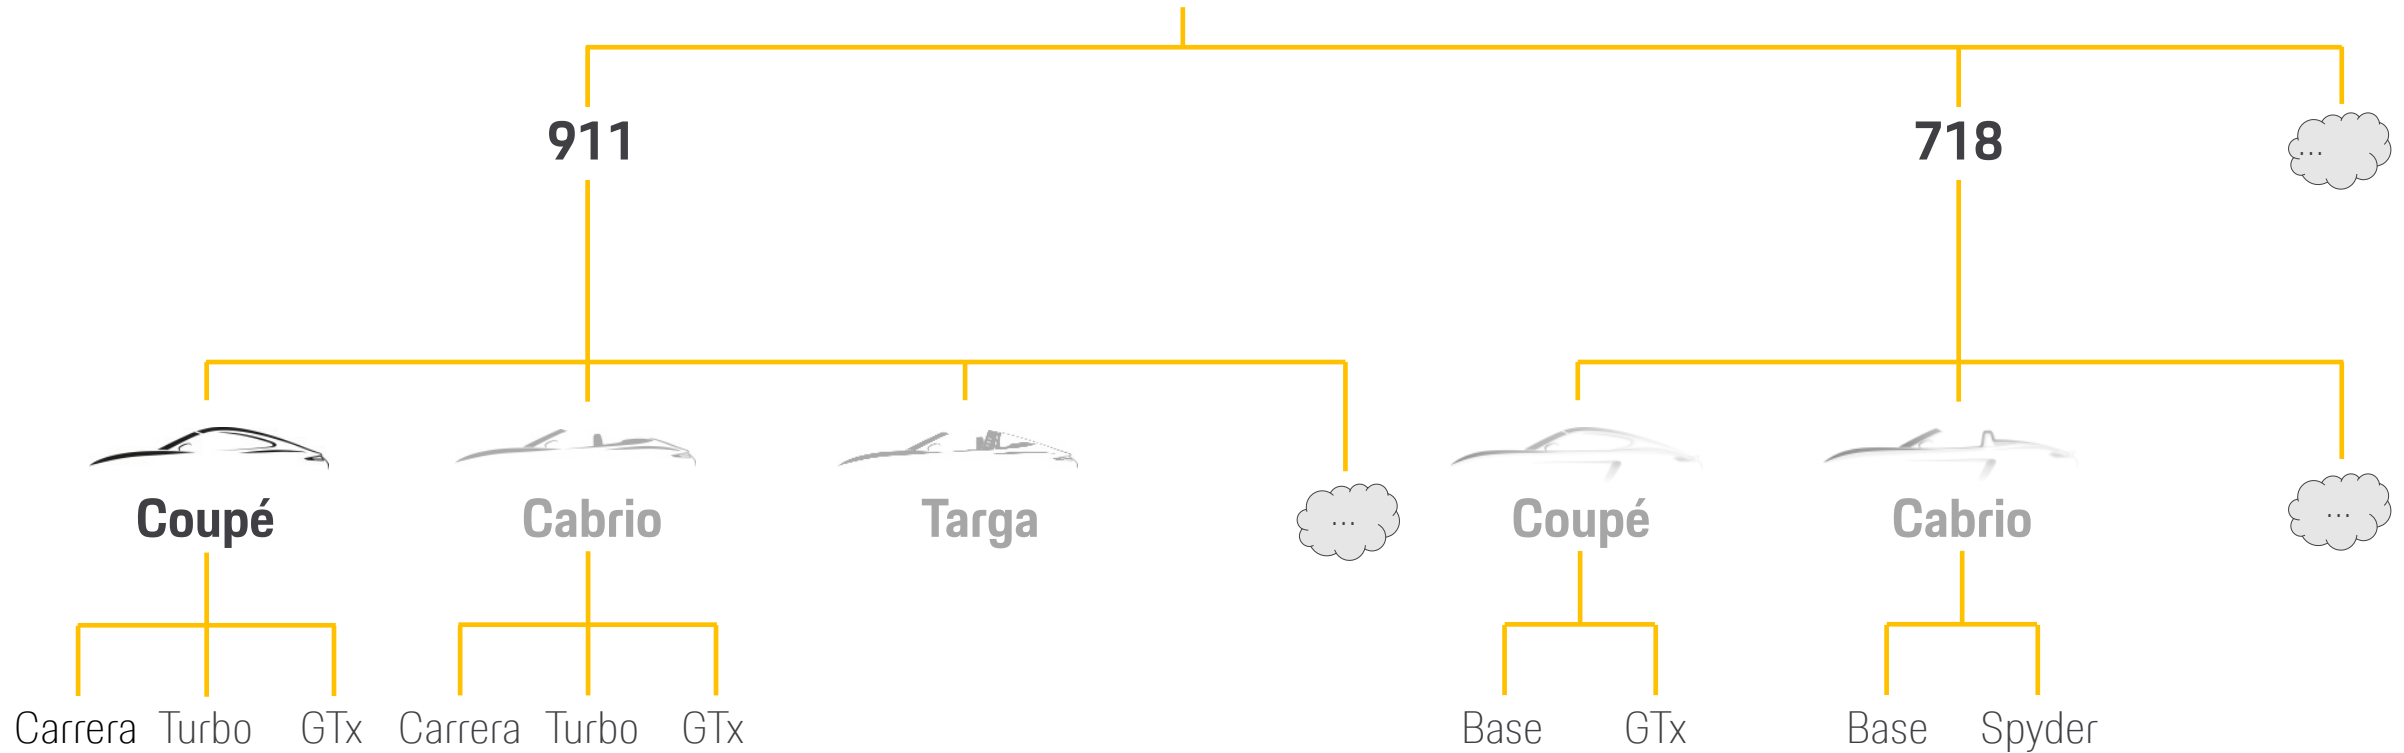 911
718
...
Coupé
Cabrio
Targa
...
Coupé
Cabrio
...
Carrera
Turbo
GTx
Carrera
Turbo
GTx
Base
GTx
Base
Spyder